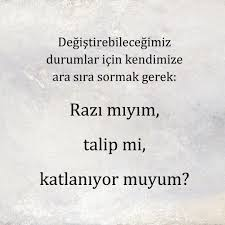 Değiştirebileceğimiz
durumlar için kendimize
ara sıra sormak gerek:
Razı mıyım,
talip mi,
katlanıyor muyum?